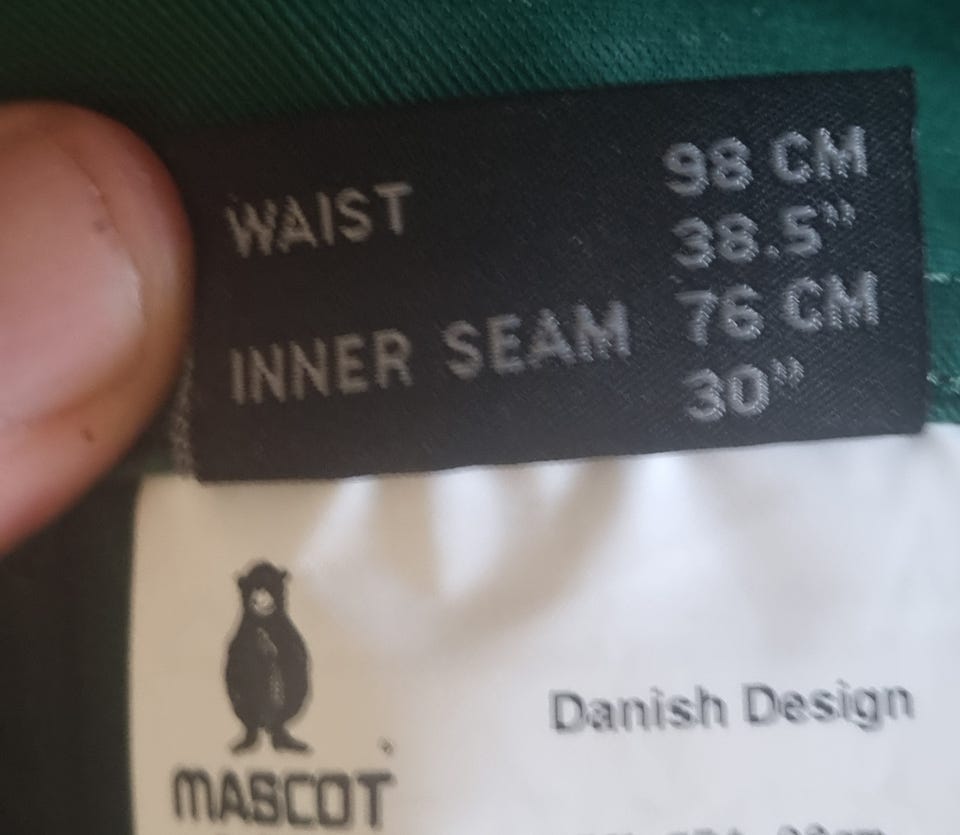 WAIST 98 CM
38.5"
INNER SEAM 76 CM
30"
Danish Design
MASCOT